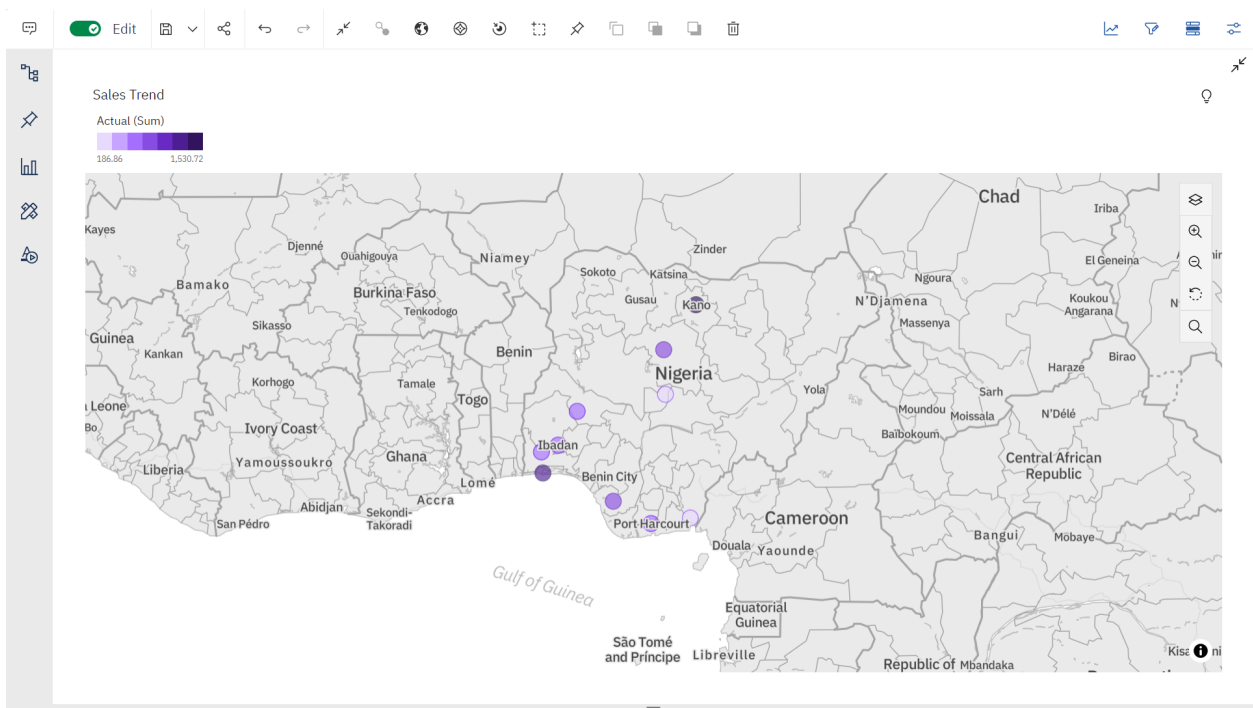 Edit
Sales Trend
Actual (Sum)
186.86
1,530.72
Chad
Iriba
Kayes
Djenné
Zinder
Ouahigouya
Niamey
El Geneina
Sokoto
Katsina
Ngoura
Bamako
Burkina Faso
Gusau
Kano
N'Djamena
Koukou
Angarana
Tenkodogo
Sikasso
Massenya
Guinea
Kankan
Benin
Birao
Haraze
Nigeria
Korhogo
Tamale
Yola
Sarh
Togo
Leone
Moundou
Moissala
N'Délé
Bo
Ivory Coast
Baïbokoum
Ibadan
Ghana
Yamoussoukro
Central African
Republic
Liberia
Benin City
Lomé
Accra
Abidjan
Sekondi-
Takoradi
San Pédro
Port Harcourt
Cameroon
Bangui
Mobaye
Douala
Yaounde
Gulf of Guinea
Equatorial
Guinea
São Tomé
and Príncipe
Libreville
Republic of
Mbandaka
Kisa
ni